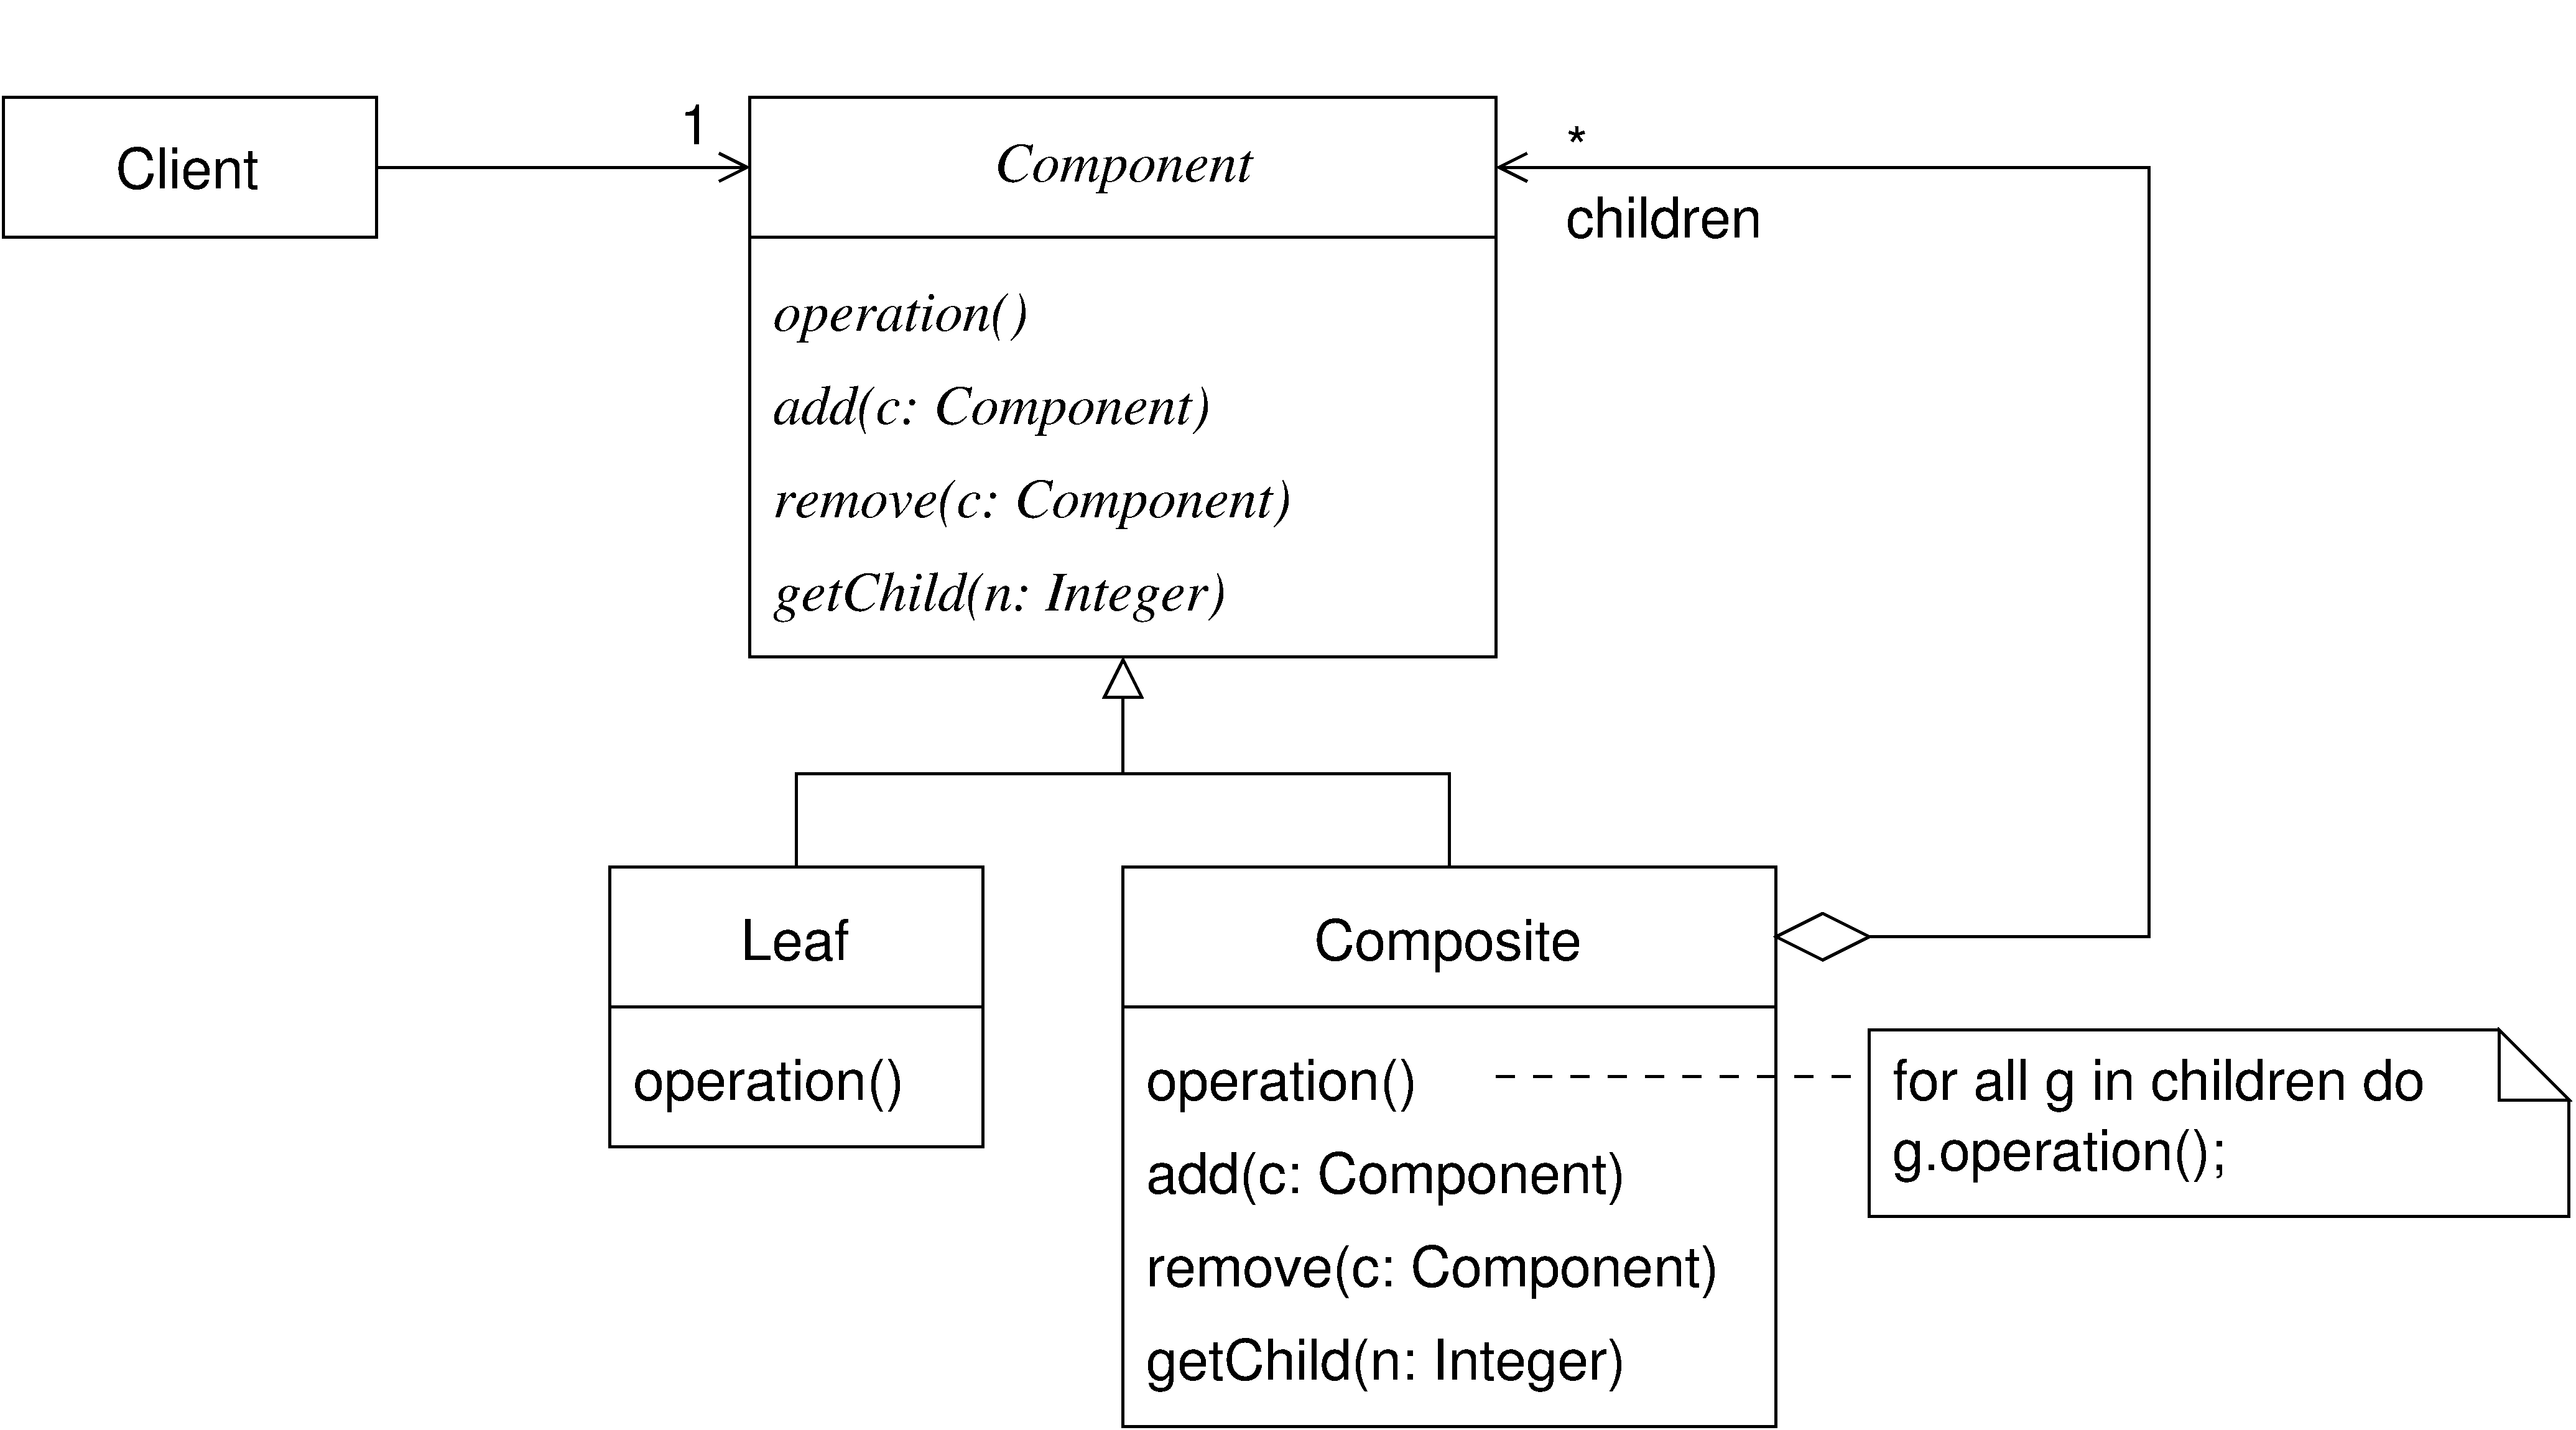 Client
1
Component
*
children
operation()
add(c: Component)
remove(c: Component)
getChild(n: Integer)
Leaf
operation()
Composite
operation()
add(c: Component)
remove(c: Component)
getChild(n: Integer)
for all g in children do
g.operation();